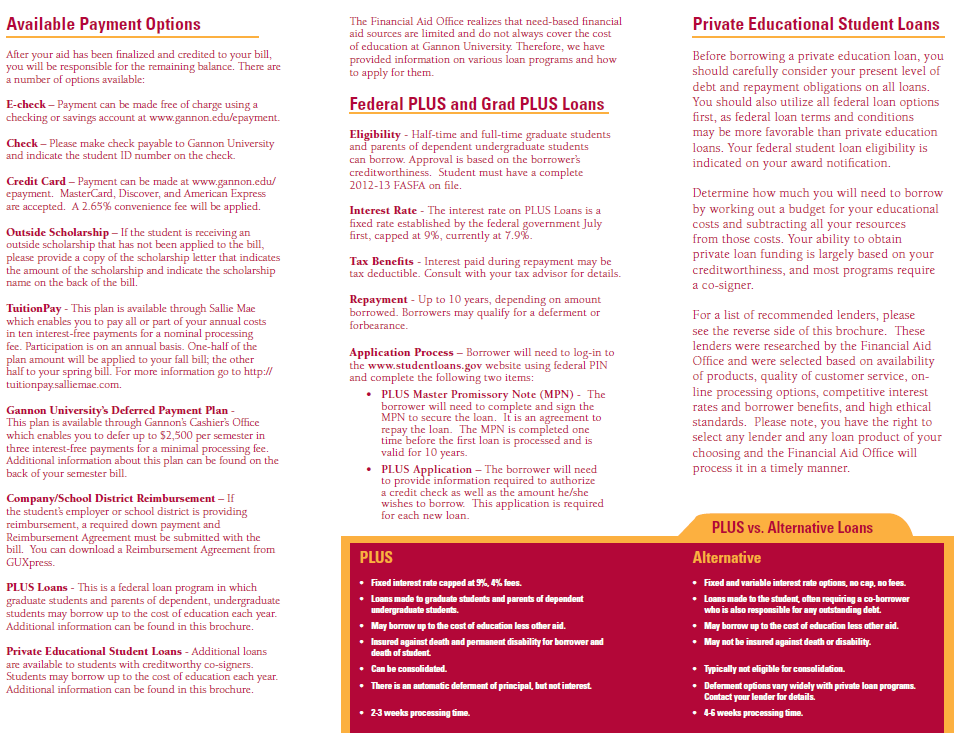 Available Payment Options
After your aid has been finalized and credited to your bill,
you will be responsible for the remaining balance. There are
a number of options available:
E-check – Payment can be made free of charge using a
checking or savings account at www.gannon.edu/epayment.
Check – Please make check payable to Gannon University
and indicate the student ID number on the check.
Credit Card – Payment can be made at www.gannon.edu/
epayment. MasterCard, Discover, and American Express
are accepted. A 2.65% convenience fee will be applied.
Outside Scholarship – If the student is receiving an
outside scholarship that has not been applied to the bill,
please provide a copy of the scholarship letter that indicates
the amount of the scholarship and indicate the scholarship
name on the back of the bill.
TuitionPay - This plan is available through Sallie Mae
which enables you to pay all or part of your annual costs
in ten interest-free payments for a nominal processing
fee. Participation is on an annual basis. One-half of the
plan amount will be applied to your fall bill; the other
half to your spring bill. For more information go to http://
tuitionpay.salliemae.com.
Gannon University's Deferred Payment Plan -
This plan is available through Gannon's Cashier's Office
which enables you to defer up to $2,500 per semester in
three interest-free payments for a minimal processing fee.
Additional information about this plan can be found on the
back of your semester bill.
Company/School District Reimbursement – If
the student's employer or school district is providing
reimbursement, a required down payment and
Reimbursement Agreement must be submitted with the
bill. You can download a Reimbursement Agreement from
GUXpress.
PLUS Loans - This is a federal loan program in which
graduate students and parents of dependent, undergraduate
students may borrow up to the cost of education each year.
Additional information can be found in this brochure.
Private Educational Student Loans - Additional loans
are available to students with creditworthy co-signers.
Students may borrow up to the cost of education each year.
Additional information can be found in this brochure.
The Financial Aid Office realizes that need-based financial
aid sources are limited and do not always cover the cost
of education at Gannon University. Therefore, we have
provided information on various loan programs and how
to apply for them.
Federal PLUS and Grad PLUS Loans
Eligibility - Half-time and full-time graduate students
and parents of dependent undergraduate students
can borrow. Approval is based on the borrower's
creditworthiness. Student must have a complete
2012-13 FASFA on file.
Interest Rate - The interest rate on PLUS Loans is a
fixed rate established by the federal government July
first, capped at 9%, currently at 7.9%.
Tax Benefits - Interest paid during repayment may be
tax deductible. Consult with your tax advisor for details.
Repayment - Up to 10 years, depending on amount
borrowed. Borrowers may qualify for a deferment or
forbearance.
Application Process – Borrower will need to log-in to
the www.studentloans.gov website using federal PIN
and complete the following two items:
• PLUS Master Promissory Note (MPN) - The
borrower will need to complete and sign the
MPN to secure the loan. It is an agreement to
repay the loan. The MPN is completed one
time before the first loan is processed and is
valid for 10 years.
• PLUS Application – The borrower will need
to provide information required to authorize
a credit check as well as the amount he/she
wishes to borrow. This application is required
for each new loan.
Private Educational Student Loans
Before borrowing a private education loan, you
should carefully consider your present level of
debt and repayment obligations on all loans.
You should also utilize all federal loan options
first, as federal loan terms and conditions
may be more favorable than private education
loans. Your federal student loan eligibility is
indicated on your award notification.
Determine how much you will need to borrow
by working out a budget for your educational
costs and subtracting all your resources
from those costs. Your ability to obtain
private loan funding is largely based on your
creditworthiness, and most programs require
a co-signer.
For a list of recommended lenders, please
see the reverse side of this brochure. These
lenders were researched by the Financial Aid
Office and were selected based on availability
of products, quality of customer service, on-
line processing options, competitive interest
rates and borrower benefits, and high ethical
standards. Please note, you have the right to
select any lender and any loan product of your
choosing and the Financial Aid Office will
process it in a timely manner.
PLUS vs. Alternative Loans
PLUS
• Fixed interest rate capped at 9%, 4% fees.
• Loans made to graduate students and parents of dependent
undergraduate students.
• May borrow up to the cost of education less other aid.
• Insured against death and permanent disability for borrower and
death of student.
• Can be consolidated.
• There is an automatic deferment of principal, but not interest.
• 2-3 weeks processing time.
Alternative
• Fixed and variable interest rate options, no cap, no fees.
• Loans made to the student, often requiring a co-borrower
who is also responsible for any outstanding debt.
• May borrow up to the cost of education less other aid.
• May not be insured against death or disability.
• Typically not eligible for consolidation.
• Deferment options vary widely with private loan programs.
Contact your lender for details.
• 4-6 weeks processing time.